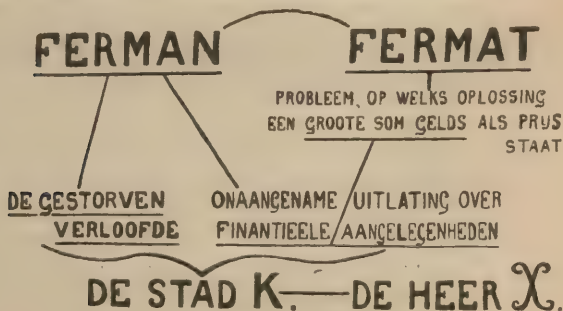 FERMAN
FERMAT
PROBLEEM, OP WELKS OPLOSSING
EEN GROOTE SOM GELDS ALS PRIJS
STAAT
DE GESTORVEN
VERLOOFDE
ONAANGENAME UITLATING OVER
FINANTIEELE AANGELEGENHEDEN
DE STAD K. — DE HEER X.